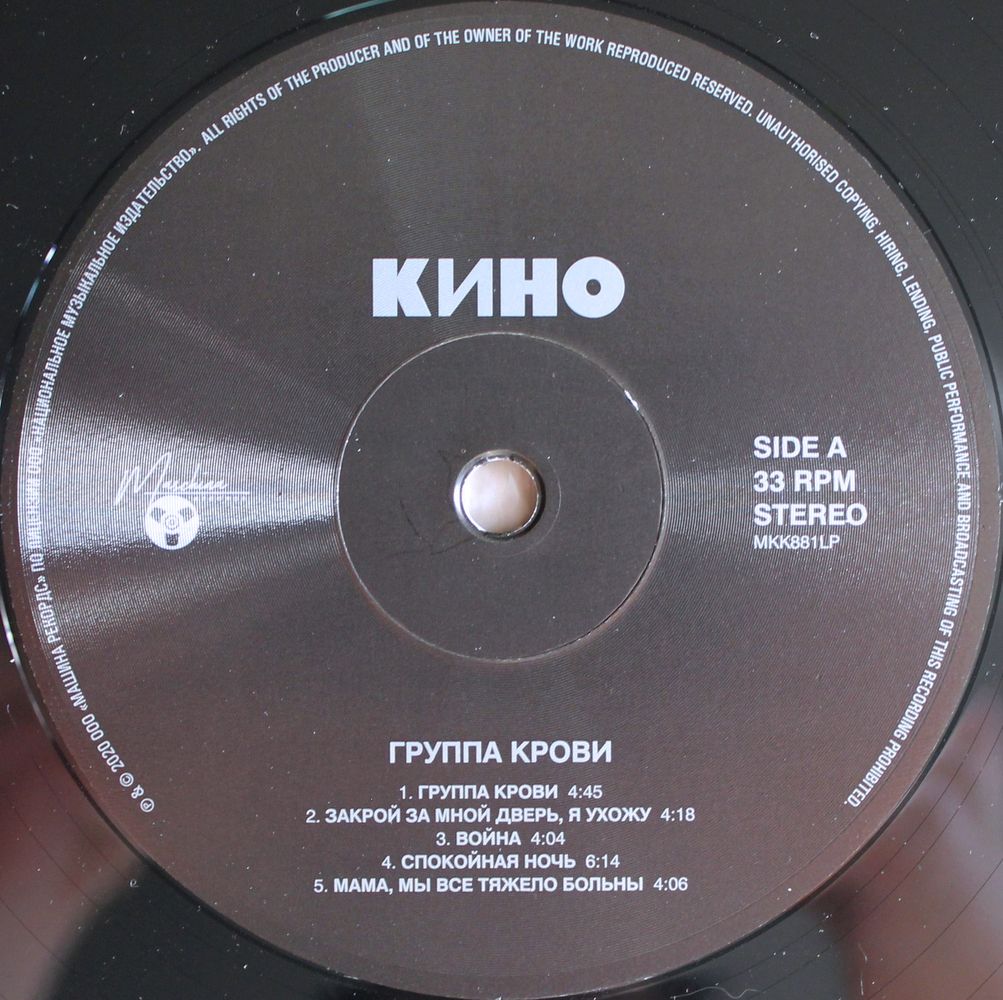 ℗ & © 2020 ООО «МАШИНА РЕКОРДС» ПО ЛИЦЕНЗИИ ООО «НАЦИОНАЛЬНОЕ МУЗЫКАЛЬНОЕ ИЗДАТЕЛЬСТВО». ALL RIGHTS OF THE PRODUCER AND OF THE OWNER OF THE WORK REPRODUCED RESERVED. UNAUTHORISED COPYING, HIRING, LENDING, PUBLIC PERFORMANCE AND BROADCASTING OF THIS RECORDING PROHIBITED.
КИНО
Maschina
SIDE A
33 RPM
STEREO
MKK881LP
ГРУППА КРОВИ
1. ГРУППА КРОВИ 4:45
2. ЗАКРОЙ ЗА МНОЙ ДВЕРЬ, Я УХОЖУ 4:18
3. ВОЙНА 4:04
4. СПОКОЙНАЯ НОЧЬ 6:14
5. МАМА, МЫ ВСЕ ТЯЖЕЛО БОЛЬНЫ 4:06